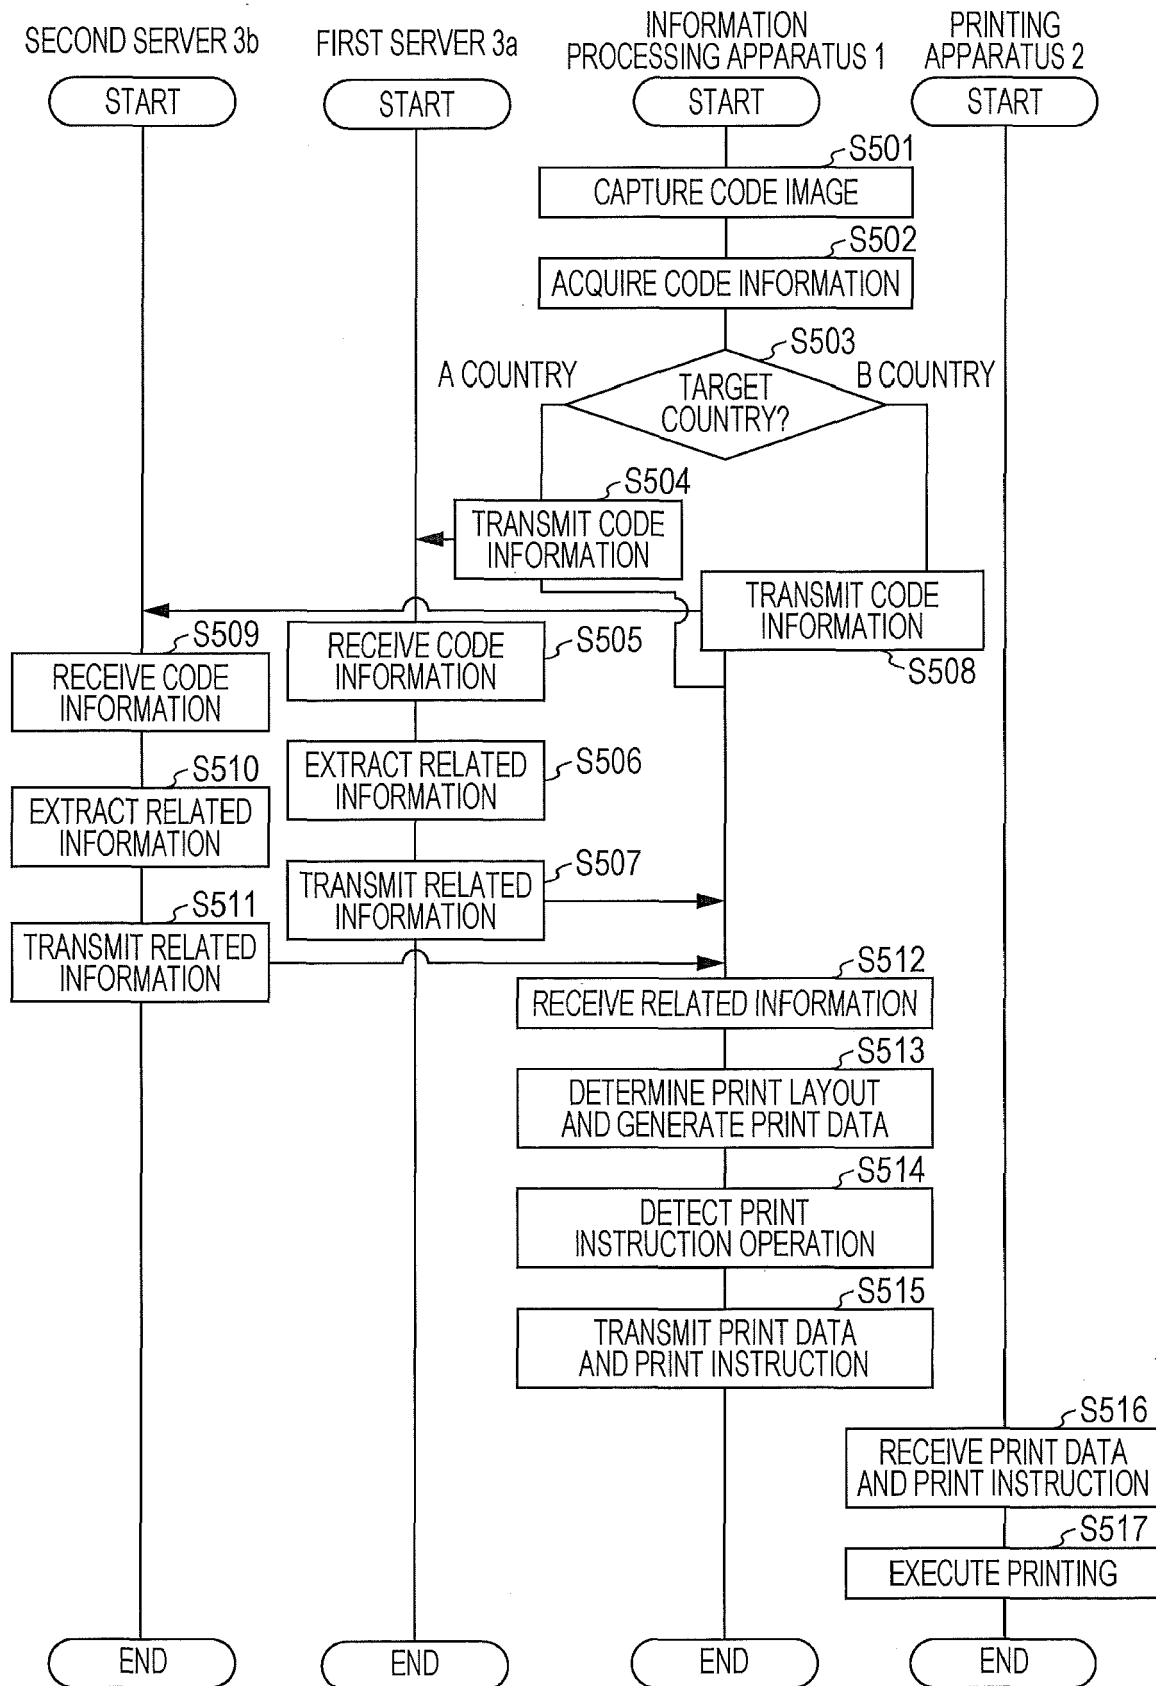 SECOND SERVER 3b
FIRST SERVER 3a
INFORMATION
PROCESSING APPARATUS 1
PRINTING
APPARATUS 2
START
START
START
START
S501
CAPTURE CODE IMAGE
S502
ACQUIRE CODE INFORMATION
S503
A COUNTRY
TARGET
COUNTRY?
B COUNTRY
S504
TRANSMIT CODE
INFORMATION
TRANSMIT CODE
INFORMATION
S508
S509
RECEIVE CODE
INFORMATION
RECEIVE CODE
INFORMATION
S505
S510
EXTRACT RELATED
INFORMATION
EXTRACT RELATED
INFORMATION
S506
S511
TRANSMIT RELATED
INFORMATION
TRANSMIT RELATED
INFORMATION
S507
S512
RECEIVE RELATED INFORMATION
S513
DETERMINE PRINT LAYOUT
AND GENERATE PRINT DATA
S514
DETECT PRINT
INSTRUCTION OPERATION
S515
TRANSMIT PRINT DATA
AND PRINT INSTRUCTION
S516
RECEIVE PRINT DATA
AND PRINT INSTRUCTION
S517
EXECUTE PRINTING
END
END
END
END